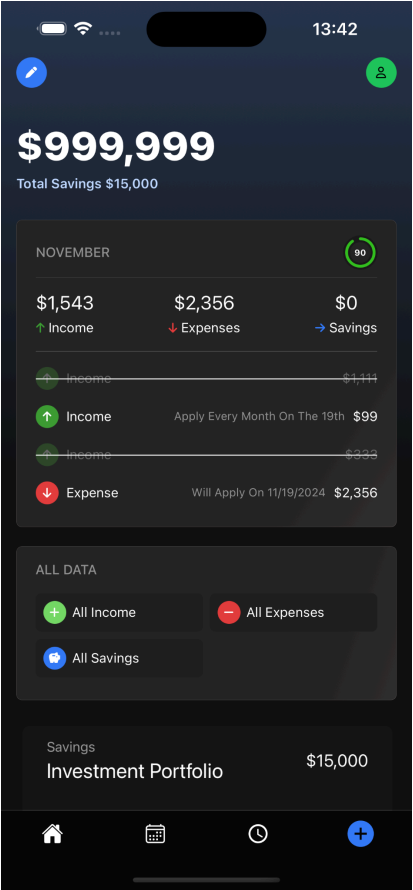 13:42
$999,999
Total Savings $15,000
NOVEMBER
90
$1,543 $2,356 $0
Income Expenses Savings
Income $1,111
Income Apply Every Month On The 19th $99
Income $333
Expense Will Apply On 11/19/2024 $2,356
ALL DATA
All Income All Expenses
All Savings
Savings
Investment Portfolio $15,000